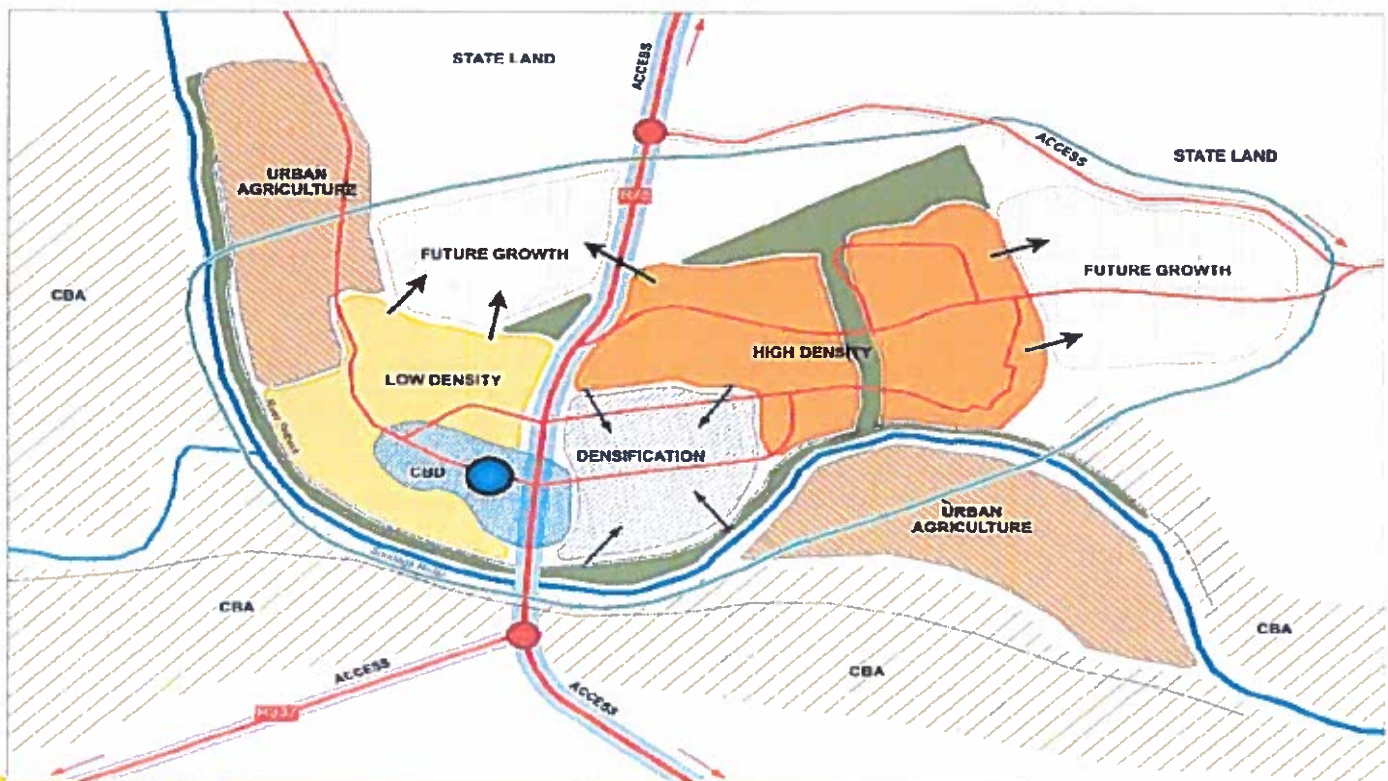 STATE LAND
ACCESS
ACCESS
STATE LAND
URBAN
AGRICULTURE
FUTURE GROWTH
FUTURE GROWTH
CBA
HIGH DENSITY
LOW DENSITY
CBD
DENSIFICATION
URBAN
AGRICULTURE
CBA
CBA
CBA
ACCESS
ACCESS
R337